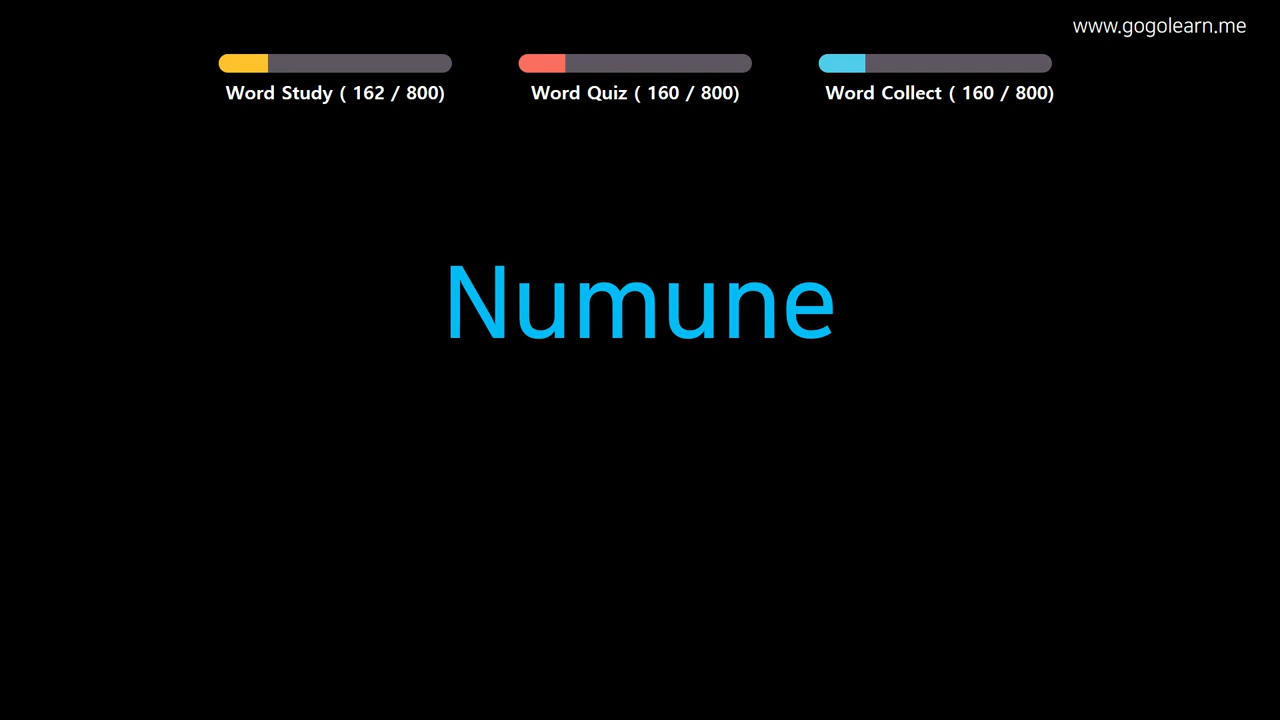 www.gogolearn.me
Word Study ( 162 / 800)
Word Quiz ( 160 / 800)
Word Collect ( 160 / 800)
Numune